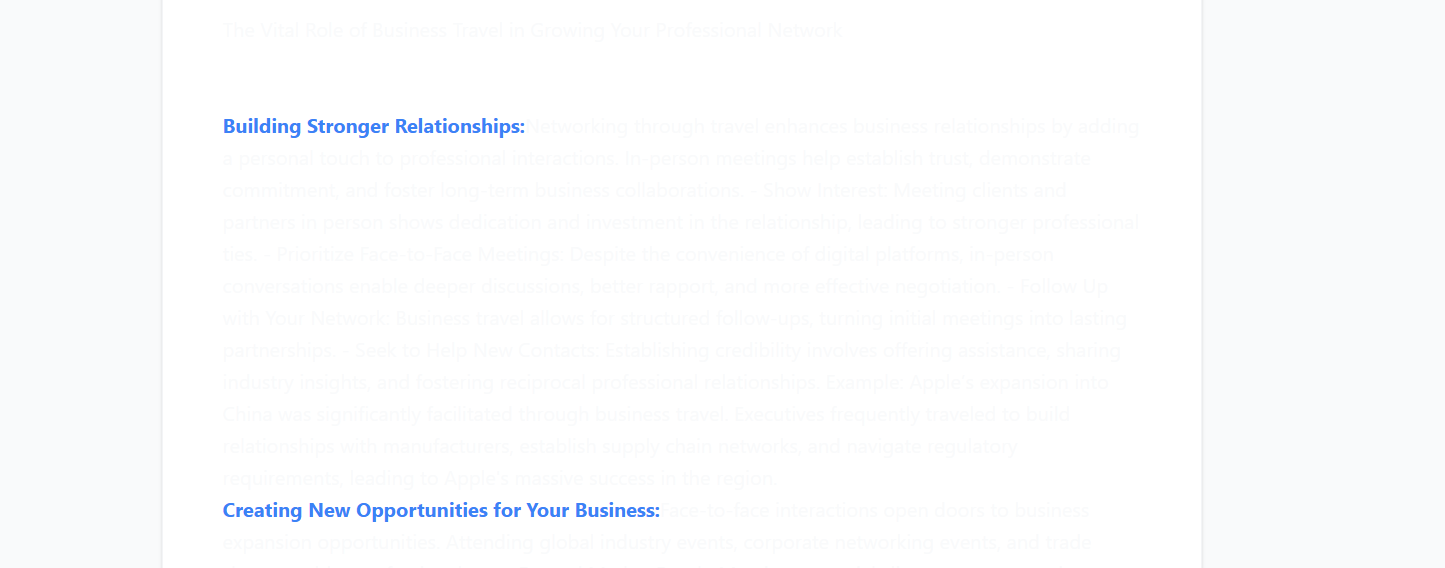 The Vital Role of Business Travel in Growing Your Professional Network
Building Stronger Relationships: Networking through travel enhances business relationships by adding
a personal touch to professional interactions. In-person meetings help establish trust, demonstrate
commitment, and foster long-term business collaborations. - Show Interest: Meeting clients and
partners in person shows dedication and investment in the relationship, leading to stronger professional
ties. - Prioritize Face-to-Face Meetings: Despite the convenience of digital platforms, in-person
conversations enable deeper discussions, better rapport, and more effective negotiation. - Follow Up
with Your Network: Business travel allows for structured follow-ups, turning initial meetings into lasting
partnerships. - Seek to Help New Contacts: Establishing credibility involves offering assistance, sharing
industry insights, and fostering reciprocal professional relationships. Example: Apple's expansion into
China was significantly facilitated through business travel. Executives frequently traveled to build
relationships with manufacturers, establish supply chain networks, and navigate regulatory
requirements, leading to Apple's massive success in the region.
Creating New Opportunities for Your Business: Face-to-face interactions open doors to business
expansion opportunities. Attending global industry events, corporate networking events, and trade